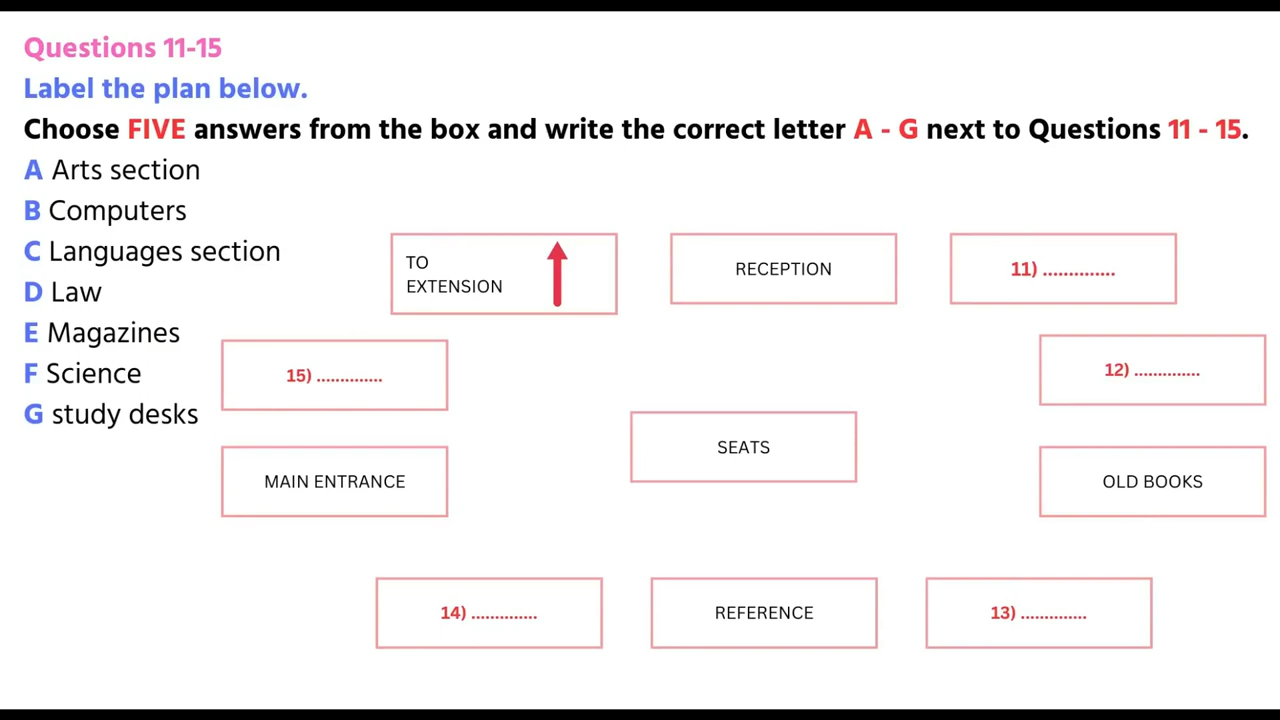 Questions 11-15
Label the plan below.
Choose FIVE answers from the box and write the correct letter A - G next to Questions 11 - 15.
A Arts section
B Computers
C Languages section
D Law
E Magazines
F Science
G study desks
TO
EXTENSION
RECEPTION
11) ..............
15) .............
12) .............
SEATS
MAIN ENTRANCE
OLD BOOKS
14) .............
REFERENCE
13) .............